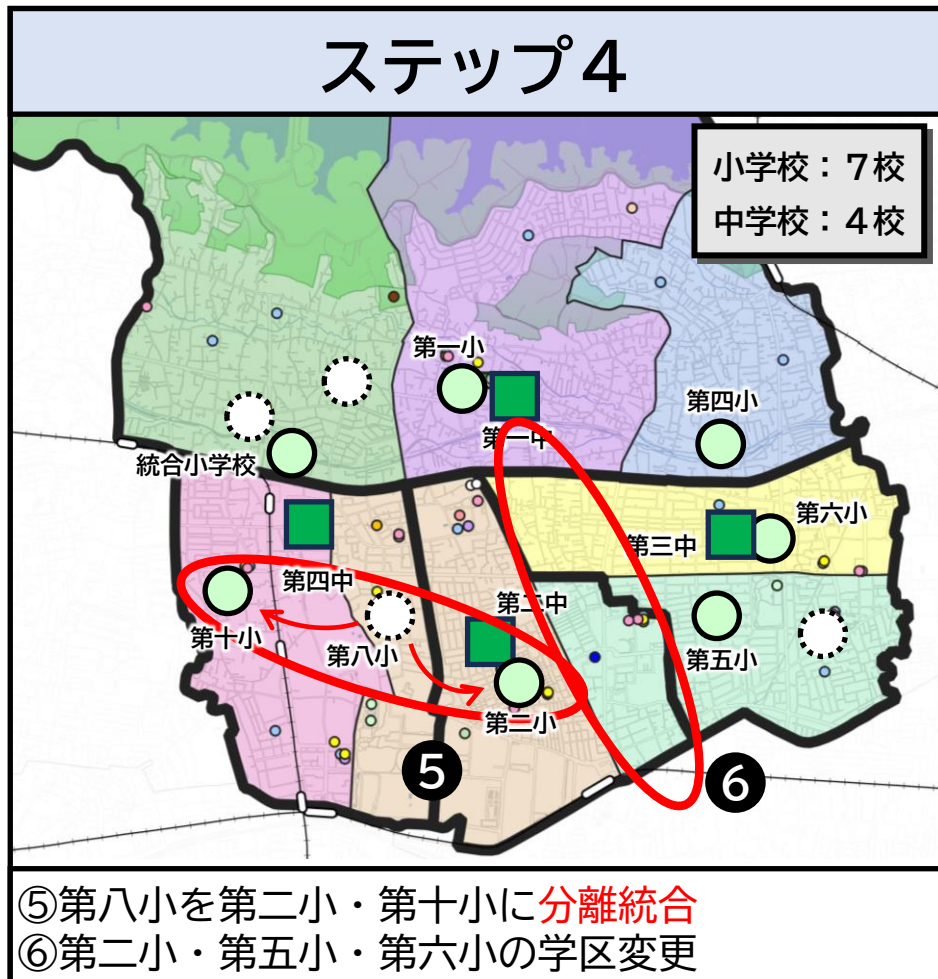 ステップ4
小学校：7校
中学校：4校
第一小
第一中
第四小
統合小学校
第六小
第三中
第四中
第二中
第十小
第八小
第五小
第二小
5
6
⑤第八小を第二小・第十小に分離統合
⑥第二小・第五小・第六小の学区変更